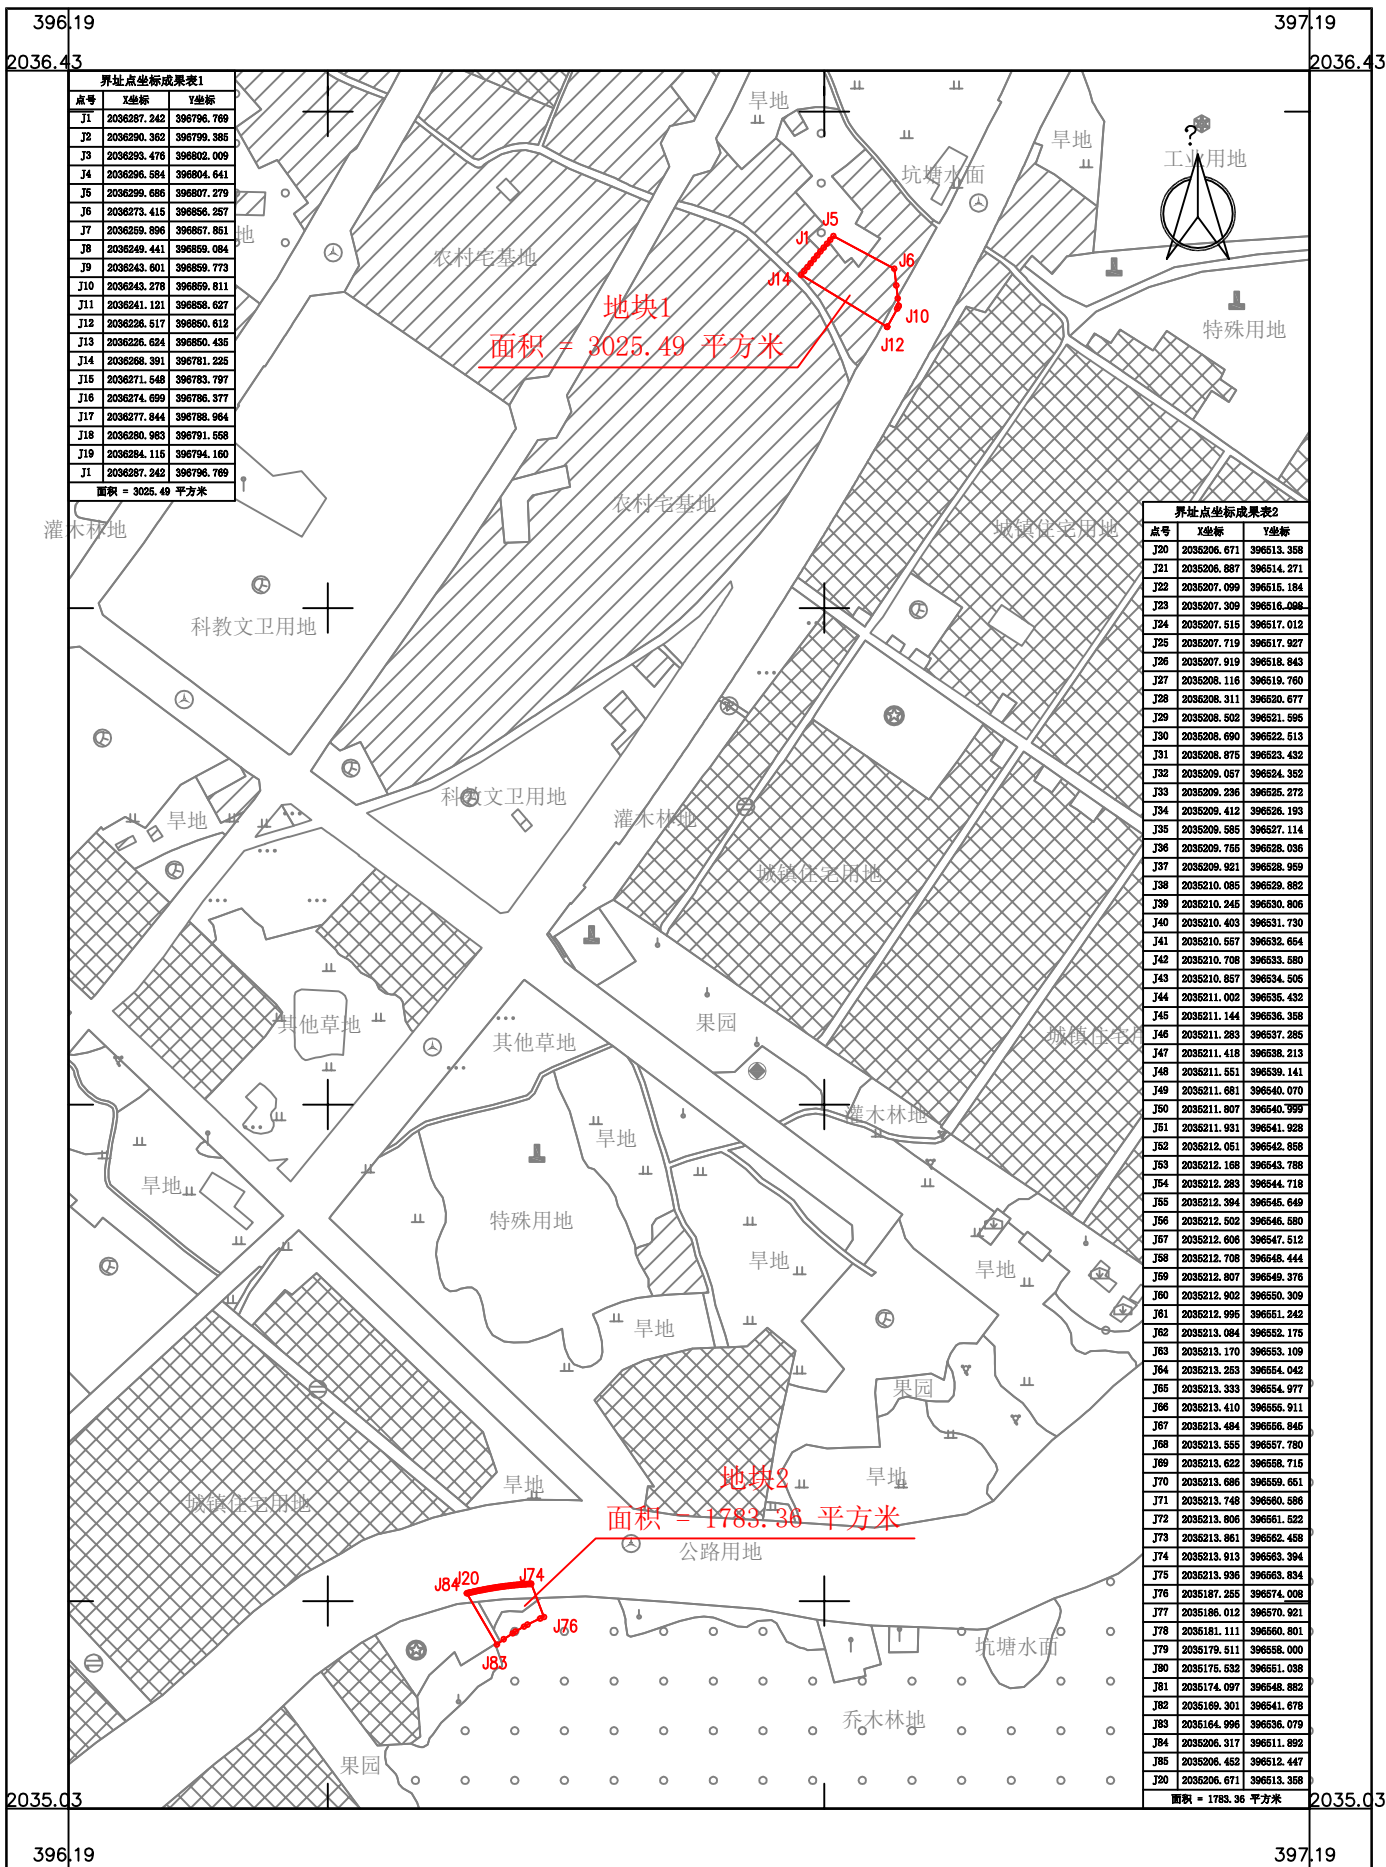 396.19
397.19
2036.43
2036.43
界址点坐标成果表1
点号 X坐标 Y坐标
J1 2036287.242 396796.769
J2 2036290.362 396799.385
J3 2036293.476 396802.009
J4 2036296.584 396804.641
J5 2036299.686 396807.279
J6 2036273.415 396856.257
J7 2036259.896 396857.851
J8 2036249.441 396859.084
J9 2036243.601 396859.773
J10 2036243.278 396859.811
J11 2036241.121 396858.627
J12 2036226.517 396850.612
J13 2036226.624 396850.435
J14 2036268.391 396781.225
J15 2036271.548 396783.797
J16 2036274.699 396786.377
J17 2036277.844 396788.964
J18 2036280.983 396791.558
J19 2036284.115 396794.160
J1 2036287.242 396796.769
面积 = 3025.49 平方米
旱地
旱地
?
工业用地
坑塘水面
地
农村宅基地
J5
J1
J6
J14
J10
J12
地块1
面积 = 3025.49 平方米
特殊用地
农村宅基地
灌木林地
城镇住宅用地
科教文卫用地
界址点坐标成果表2
点号 X坐标 Y坐标
J20 2035206.671 396513.358
J21 2035206.887 396514.271
J22 2035207.099 396515.184
J23 2035207.309 396516.098
J24 2035207.515 396517.012
J25 2035207.719 396517.927
J26 2035207.919 396518.843
J27 2035208.116 396519.760
J28 2035208.311 396520.677
J29 2035208.502 396521.595
J30 2035208.690 396522.513
J31 2035208.875 396523.432
J32 2035209.057 396524.352
J33 2035209.236 396525.272
J34 2035209.412 396526.193
J35 2035209.585 396527.114
J36 2035209.755 396528.036
J37 2035209.921 396528.959
J38 2035210.085 396529.882
J39 2035210.245 396530.806
J40 2035210.403 396531.730
J41 2035210.557 396532.654
J42 2035210.708 396533.580
J43 2035210.857 396534.505
J44 2035211.002 396535.432
J45 2035211.144 396536.358
J46 2035211.283 396537.285
J47 2035211.418 396538.213
J48 2035211.551 396539.141
J49 2035211.681 396540.070
J50 2035211.807 396540.999
J51 2035211.931 396541.928
J52 2035212.051 396542.858
J53 2035212.168 396543.788
J54 2035212.283 396544.718
J55 2035212.394 396545.649
J56 2035212.502 396546.580
J57 2035212.606 396547.512
J58 2035212.708 396548.444
J59 2035212.807 396549.376
J60 2035212.902 396550.309
J61 2035212.995 396551.242
J62 2035213.084 396552.175
J63 2035213.170 396553.109
J64 2035213.253 396554.042
J65 2035213.333 396554.977
J66 2035213.410 396555.911
J67 2035213.484 396556.845
J68 2035213.555 396557.780
J69 2035213.622 396558.715
J70 2035213.686 396559.651
J71 2035213.748 396560.586
J72 2035213.806 396561.522
J73 2035213.861 396562.458
J74 2035213.913 396563.394
J75 2035213.936 396563.834
J76 2035187.255 396574.008
J77 2035186.012 396570.921
J78 2035181.111 396560.801
J79 2035179.511 396558.000
J80 2035175.532 396551.038
J81 2035174.097 396548.882
J82 2035169.301 396541.678
J83 2035164.996 396536.079
J84 2035206.317 396511.892
J85 2035206.452 396512.447
J20 2035206.671 396513.358
面积 = 1783.36 平方米
科教文卫用地
旱地
灌木林地
城镇住宅用地
其他草地
其他草地
果园
城镇住宅用
灌木林地
旱地
旱地
特殊用地
旱地
旱地
旱地
果园
旱地
旱地
城镇住宅用地
地块2
面积 = 1783.36 平方米
公路用地
J84
J20
J74
J76
J83
坑塘水面
乔木林地
果园
2035.03
2035.03
396.19
397.19